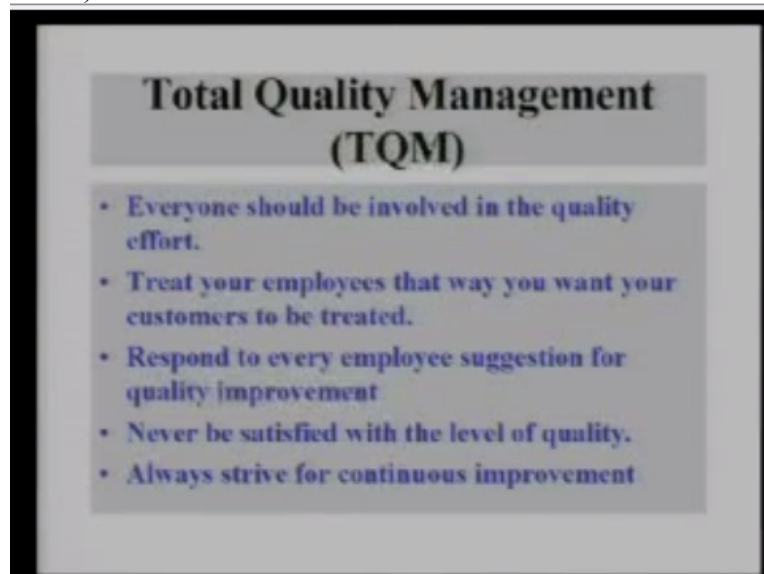 Total Quality Management
(TQM)
• Everyone should be involved in the quality
effort.
• Treat your employees that way you want your
customers to be treated.
• Respond to every employee suggestion for
quality improvement
• Never be satisfied with the level of quality.
• Always strive for continuous improvement